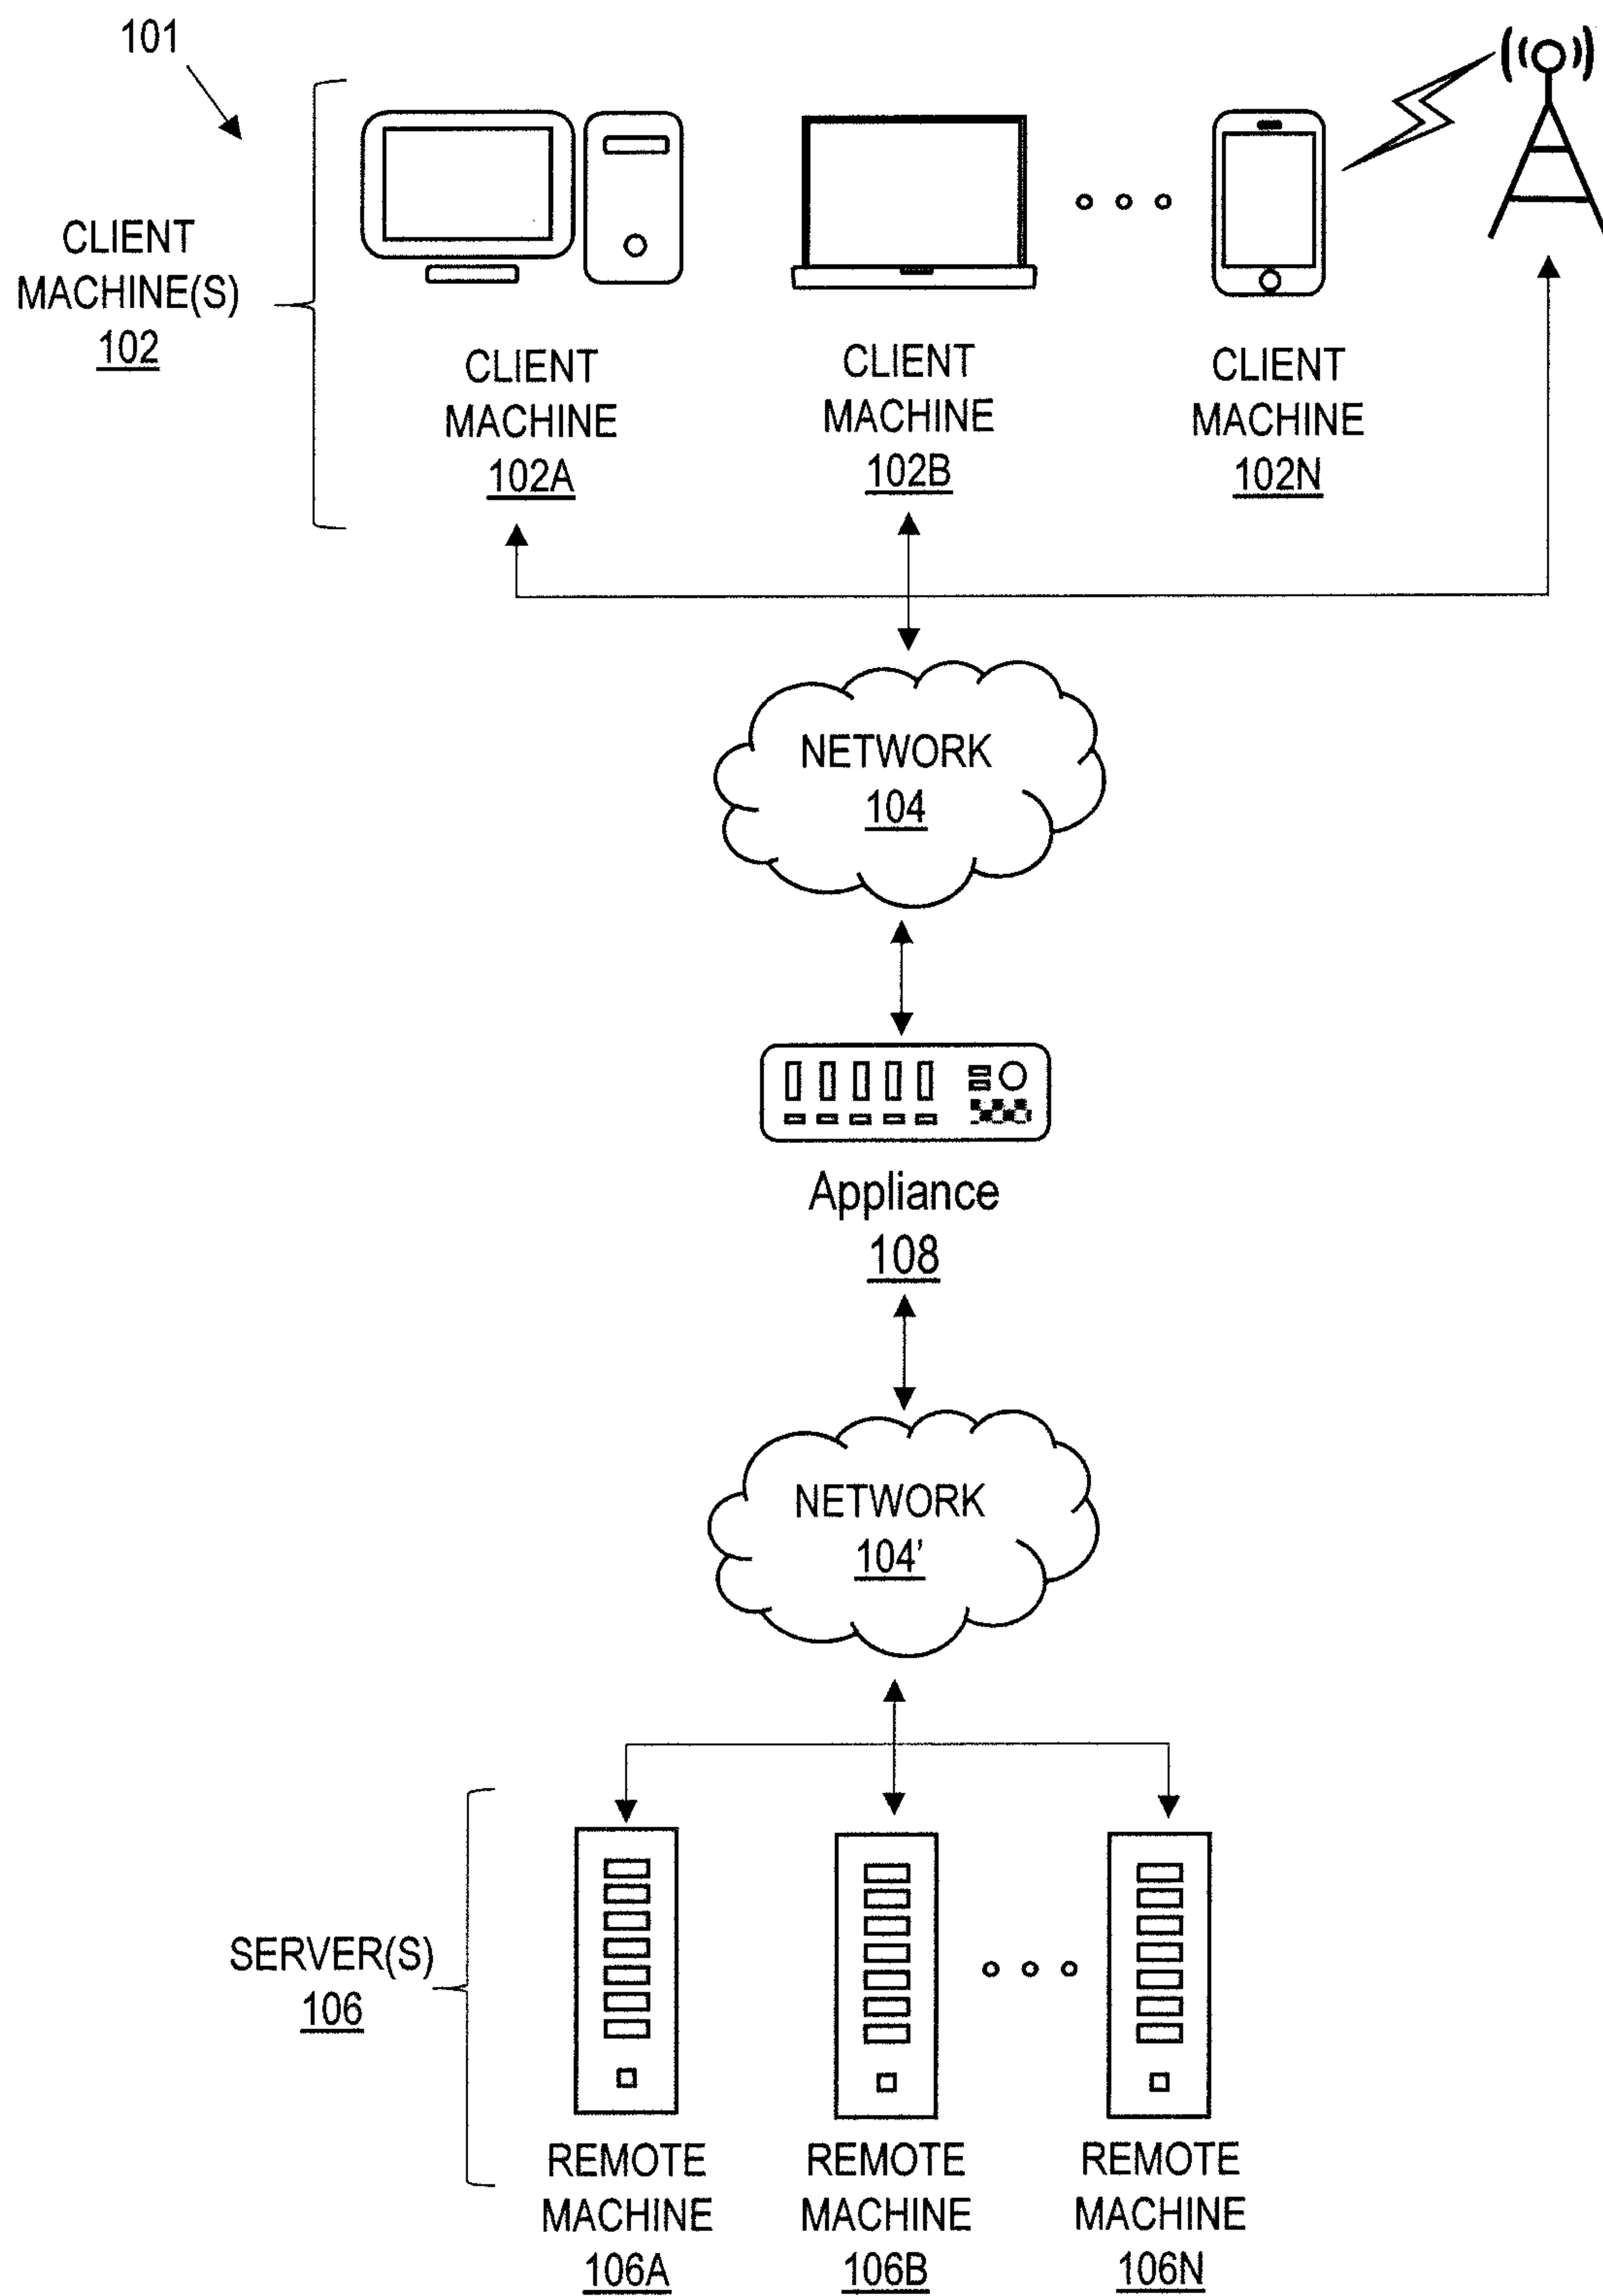 101
CLIENT
MACHINE(S)
102
CLIENT
MACHINE
102A
CLIENT
MACHINE
102B
CLIENT
MACHINE
102N
NETWORK
104
Appliance
108
NETWORK
104’
SERVER(S)
106
REMOTE
MACHINE
106A
REMOTE
MACHINE
106B
REMOTE
MACHINE
106N